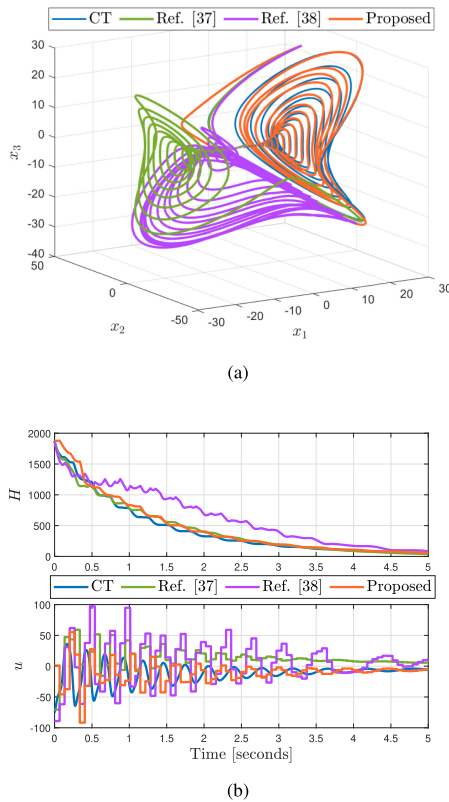 CT Ref. [37] Ref. [38] Proposed
30
20
10
0
-10
-20
-30
-40
x₃
50
0
-50
x₂
-30
-20
-10
0
10
20
30
x₁
(a)
2000
1500
1000
500
0
H
0 0.5 1 1.5 2 2.5 3 3.5 4 4.5 5
CT Ref. [37] Ref. [38] Proposed
100
50
0
-50
-100
u
0 0.5 1 1.5 2 2.5 3 3.5 4 4.5 5
Time [seconds]
(b)